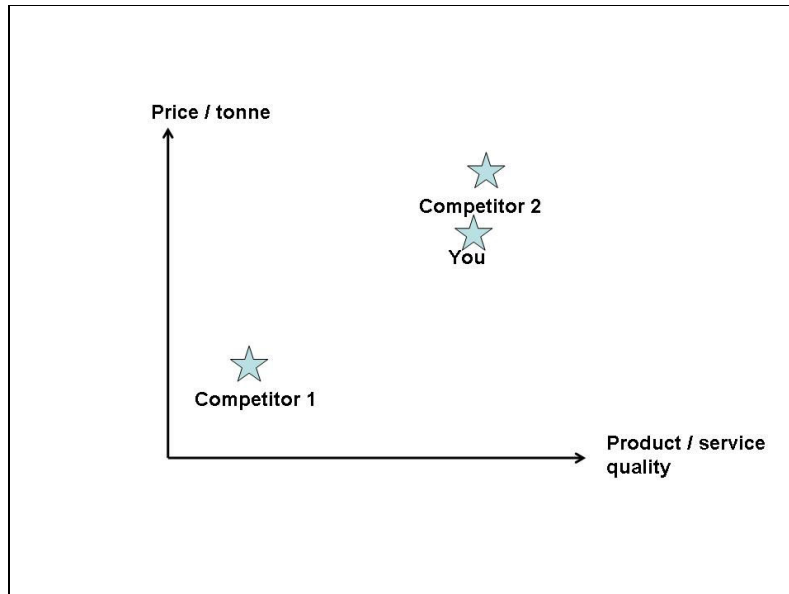 Price / tonne
Competitor 2
You
Competitor 1
Product / service
quality